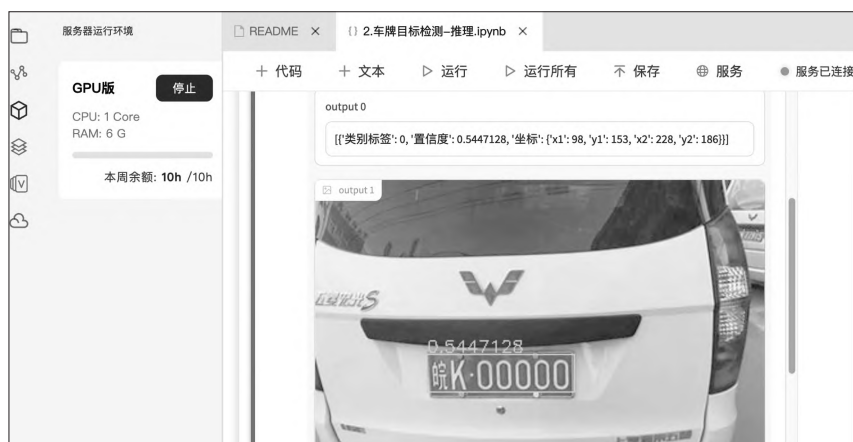 服务器运行环境
GPU版
停止
CPU: 1 Core
RAM: 6 G
本周余额: 10h /10h
README ×
2.车牌目标检测–推理.ipynb ×
+ 代码
+ 文本
运行
运行所有
保存
服务
服务已连接
output 0
[{'类别标签': 0, '置信度': 0.5447128, '坐标': {'x1': 98, 'y1': 153, 'x2': 228, 'y2': 186}}]
output 1
0.5447128
皖K·00000